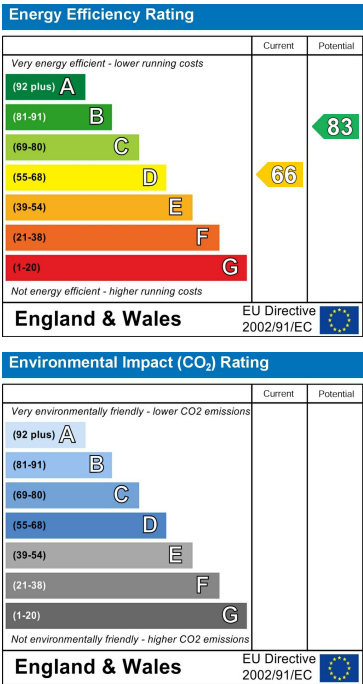 Energy Efficiency Rating
Current Potential
Very energy efficient - lower running costs
(92 plus) A
(81-91) B
83
(69-80) C
(55-68) D
66
(39-54) E
(21-38) F
(1-20) G
Not energy efficient - higher running costs
England & Wales
EU Directive
2002/91/EC
Environmental Impact (CO₂) Rating
Current Potential
Very environmentally friendly - lower CO2 emissions
(92 plus) A
(81-91) B
(69-80) C
(55-68) D
(39-54) E
(21-38) F
(1-20) G
Not environmentally friendly - higher CO2 emissions
England & Wales
EU Directive
2002/91/EC